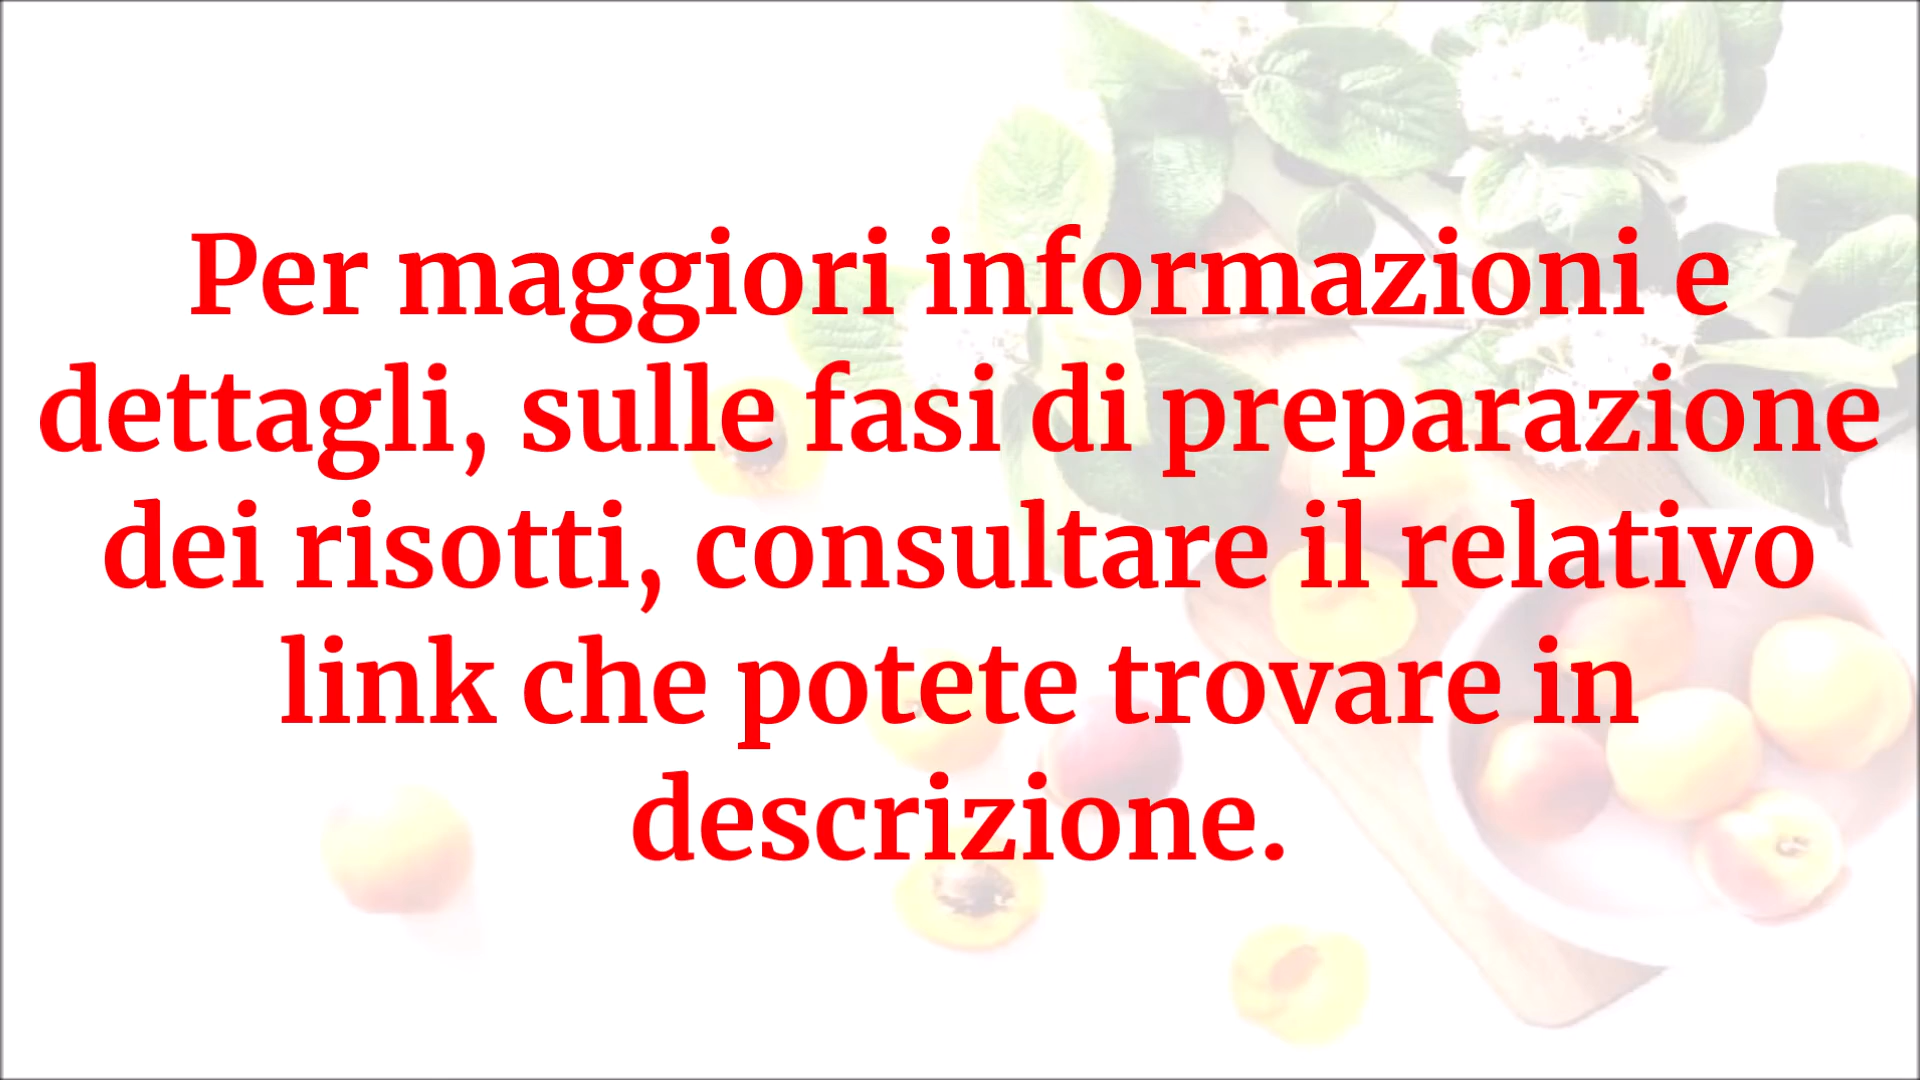 Per maggiori informazioni e
dettagli, sulle fasi di preparazione
dei risotti, consultare il relativo
link che potete trovare in
descrizione.